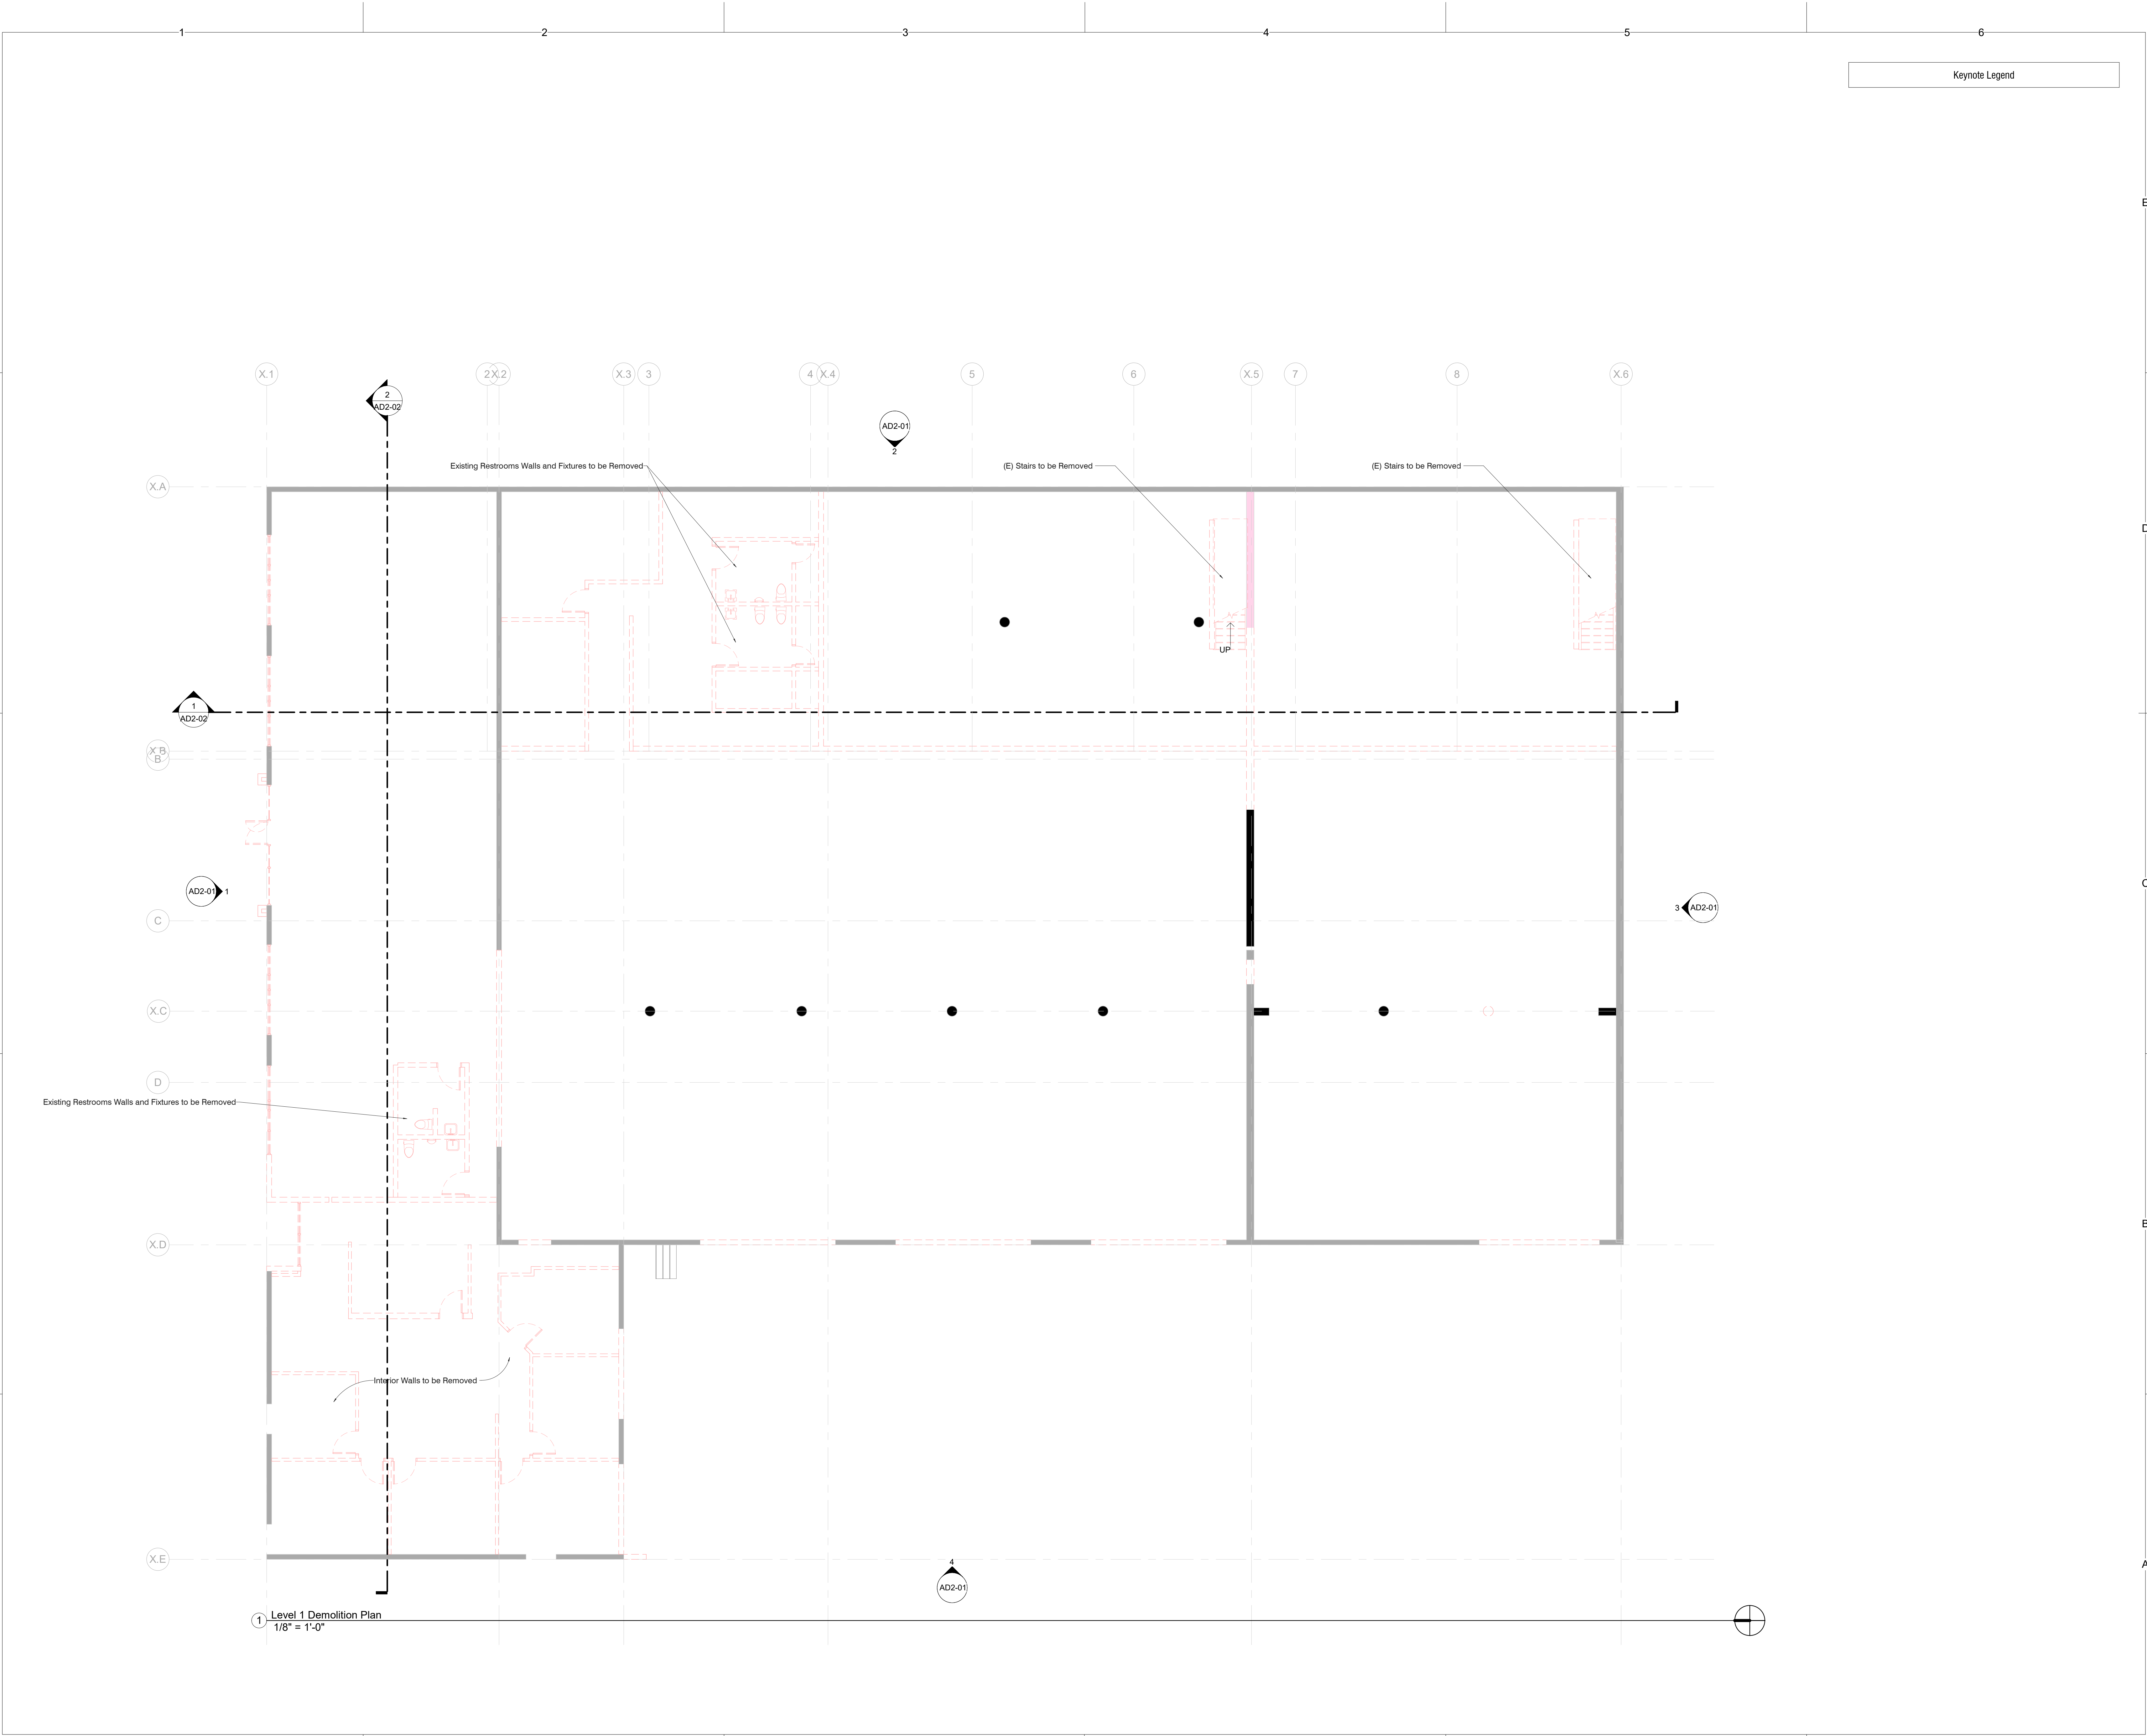 1
2
3
4
5
6
Keynote Legend
E
X.1
2
X.2
X.3
3
4
X.4
5
6
X.5
7
8
X.6
2
AD2-02
AD2-01
2
Existing Restrooms Walls and Fixtures to be Removed
(E) Stairs to be Removed
(E) Stairs to be Removed
X.A
D
UP
1
AD2-02
X.B
B
AD2-01
1
C
3
AD2-01
C
X.C
D
Existing Restrooms Walls and Fixtures to be Removed
B
X.D
Interior Walls to be Removed
X.E
A
4
AD2-01
1
Level 1 Demolition Plan
1/8" = 1'-0"